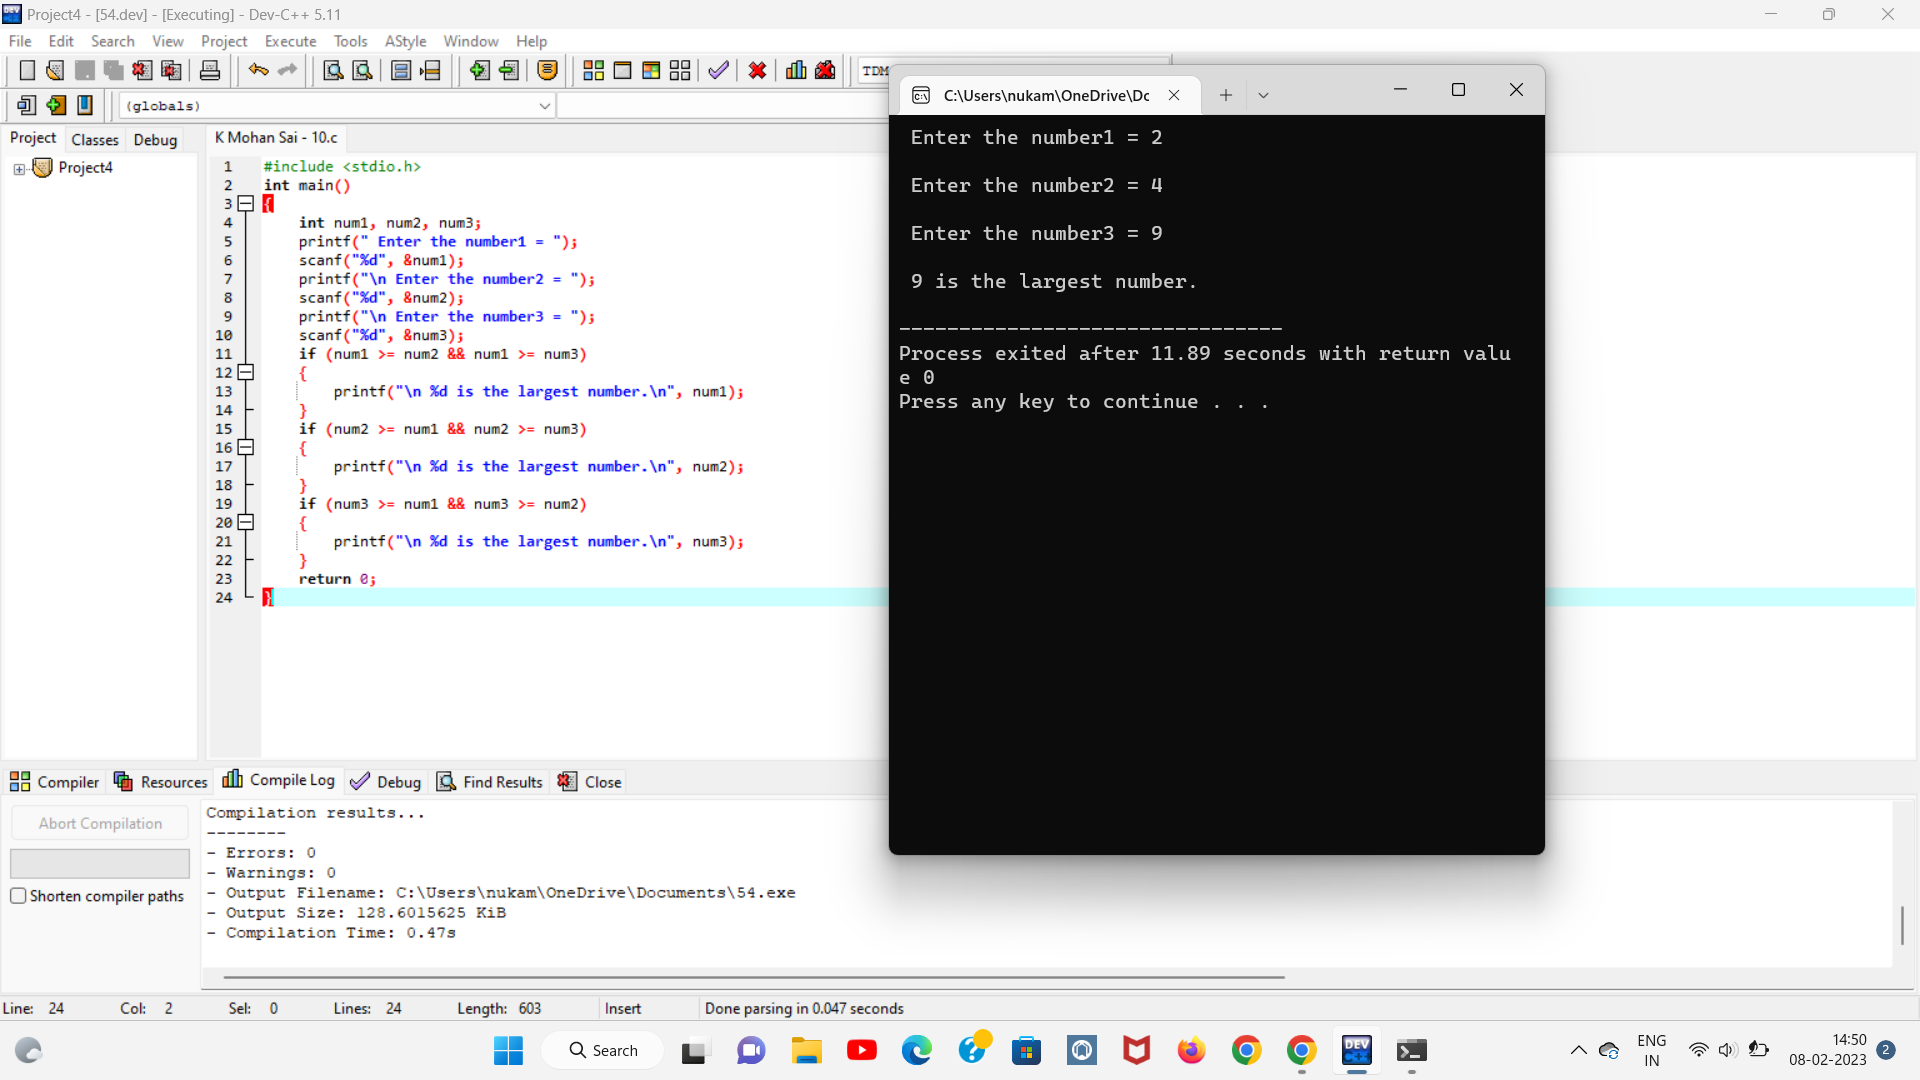 Project4 - [54.dev] - [Executing] - Dev-C++ 5.11
File Edit Search View Project Execute Tools AStyle Window Help
TDM
(globals)
Project Classes Debug
Project4
K Mohan Sai - 10.c
1 #include <stdio.h>
2 int main()
3 {
4 int num1, num2, num3;
5 printf(" Enter the number1 = ");
6 scanf("%d", &num1);
7 printf("\n Enter the number2 = ");
8 scanf("%d", &num2);
9 printf("\n Enter the number3 = ");
10 scanf("%d", &num3);
11 if (num1 >= num2 && num1 >= num3)
12 {
13 printf("\n %d is the largest number.\n", num1);
14 }
15 if (num2 >= num1 && num2 >= num3)
16 {
17 printf("\n %d is the largest number.\n", num2);
18 }
19 if (num3 >= num1 && num3 >= num2)
20 {
21 printf("\n %d is the largest number.\n", num3);
22 }
23 return 0;
24 }
C:\Users\nukam\OneDrive\Dc
Enter the number1 = 2
Enter the number2 = 4
Enter the number3 = 9
9 is the largest number.
--------------------------------
Process exited after 11.89 seconds with return valu
e 0
Press any key to continue . . .
Compiler Resources Compile Log Debug Find Results Close
Abort Compilation
Shorten compiler paths
Compilation results...
--------
- Errors: 0
- Warnings: 0
- Output Filename: C:\Users\nukam\OneDrive\Documents\54.exe
- Output Size: 128.6015625 KiB
- Compilation Time: 0.47s
Line: 24 Col: 2 Sel: 0 Lines: 24 Length: 603 Insert Done parsing in 0.047 seconds
Search
DEV C++
ENG
IN
14:50
08-02-2023
2